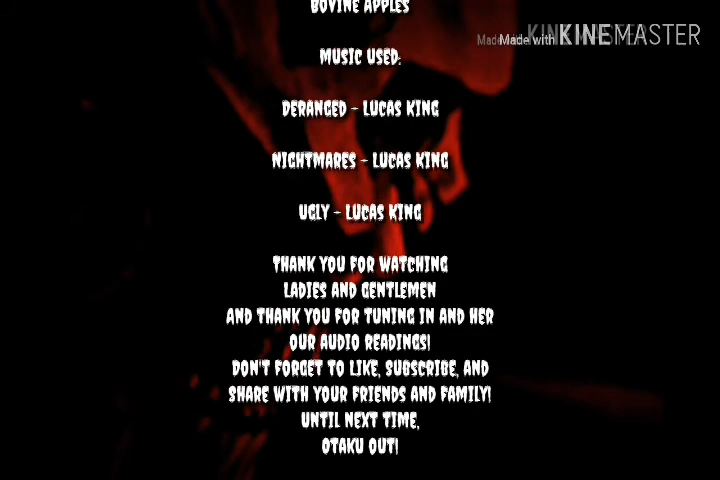 BOVINE APPLES
Made Made with KINEMASTER
MUSIC USED:
DERANGED - LUCAS KING
NIGHTMARES - LUCAS KING
UGLY - LUCAS KING
THANK YOU FOR WATCHING
LADIES AND GENTLEMEN
AND THANK YOU FOR TUNING IN AND HER
OUR AUDIO READINGS!
DON'T FORGET TO LIKE, SUBSCRIBE, AND
SHARE WITH YOUR FRIENDS AND FAMILY!
UNTIL NEXT TIME,
OTAKU OUT!